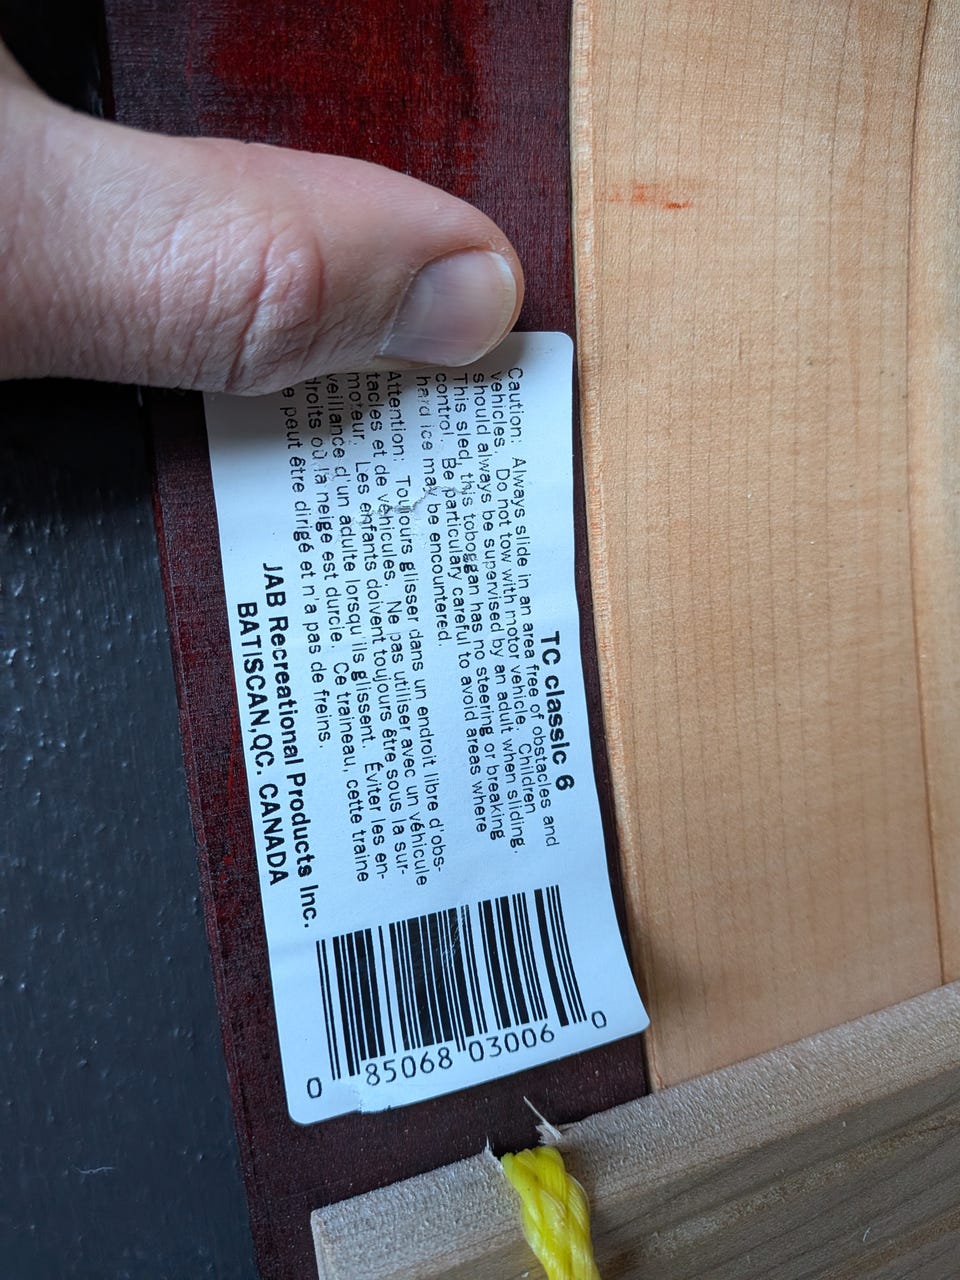 TC classic 6
Caution: Always slide in an area free of obstacles and
vehicles. Do not tow with motor vehicle. Children
should always be supervised by an adult when sliding.
This sled, this toboggan has no steering or breaking
control. Be particulary careful to avoid areas where
hard ice may be encountered.
Attention: Toujours glisser dans un endroit libre d'obs-
tacles et de véhicules. Ne pas utiliser avec un véhicule
moteur. Les enfants doivent toujours être sous la sur-
veillance d'un adulte lorsqu'ils glissent. Éviter les en-
droits où la neige est durcie. Ce traineau, cette traine
e peut être dirigé et n'a pas de freins.
JAB Recreational Products Inc.
BATISCAN,QC. CANADA
0 85068 03006 0